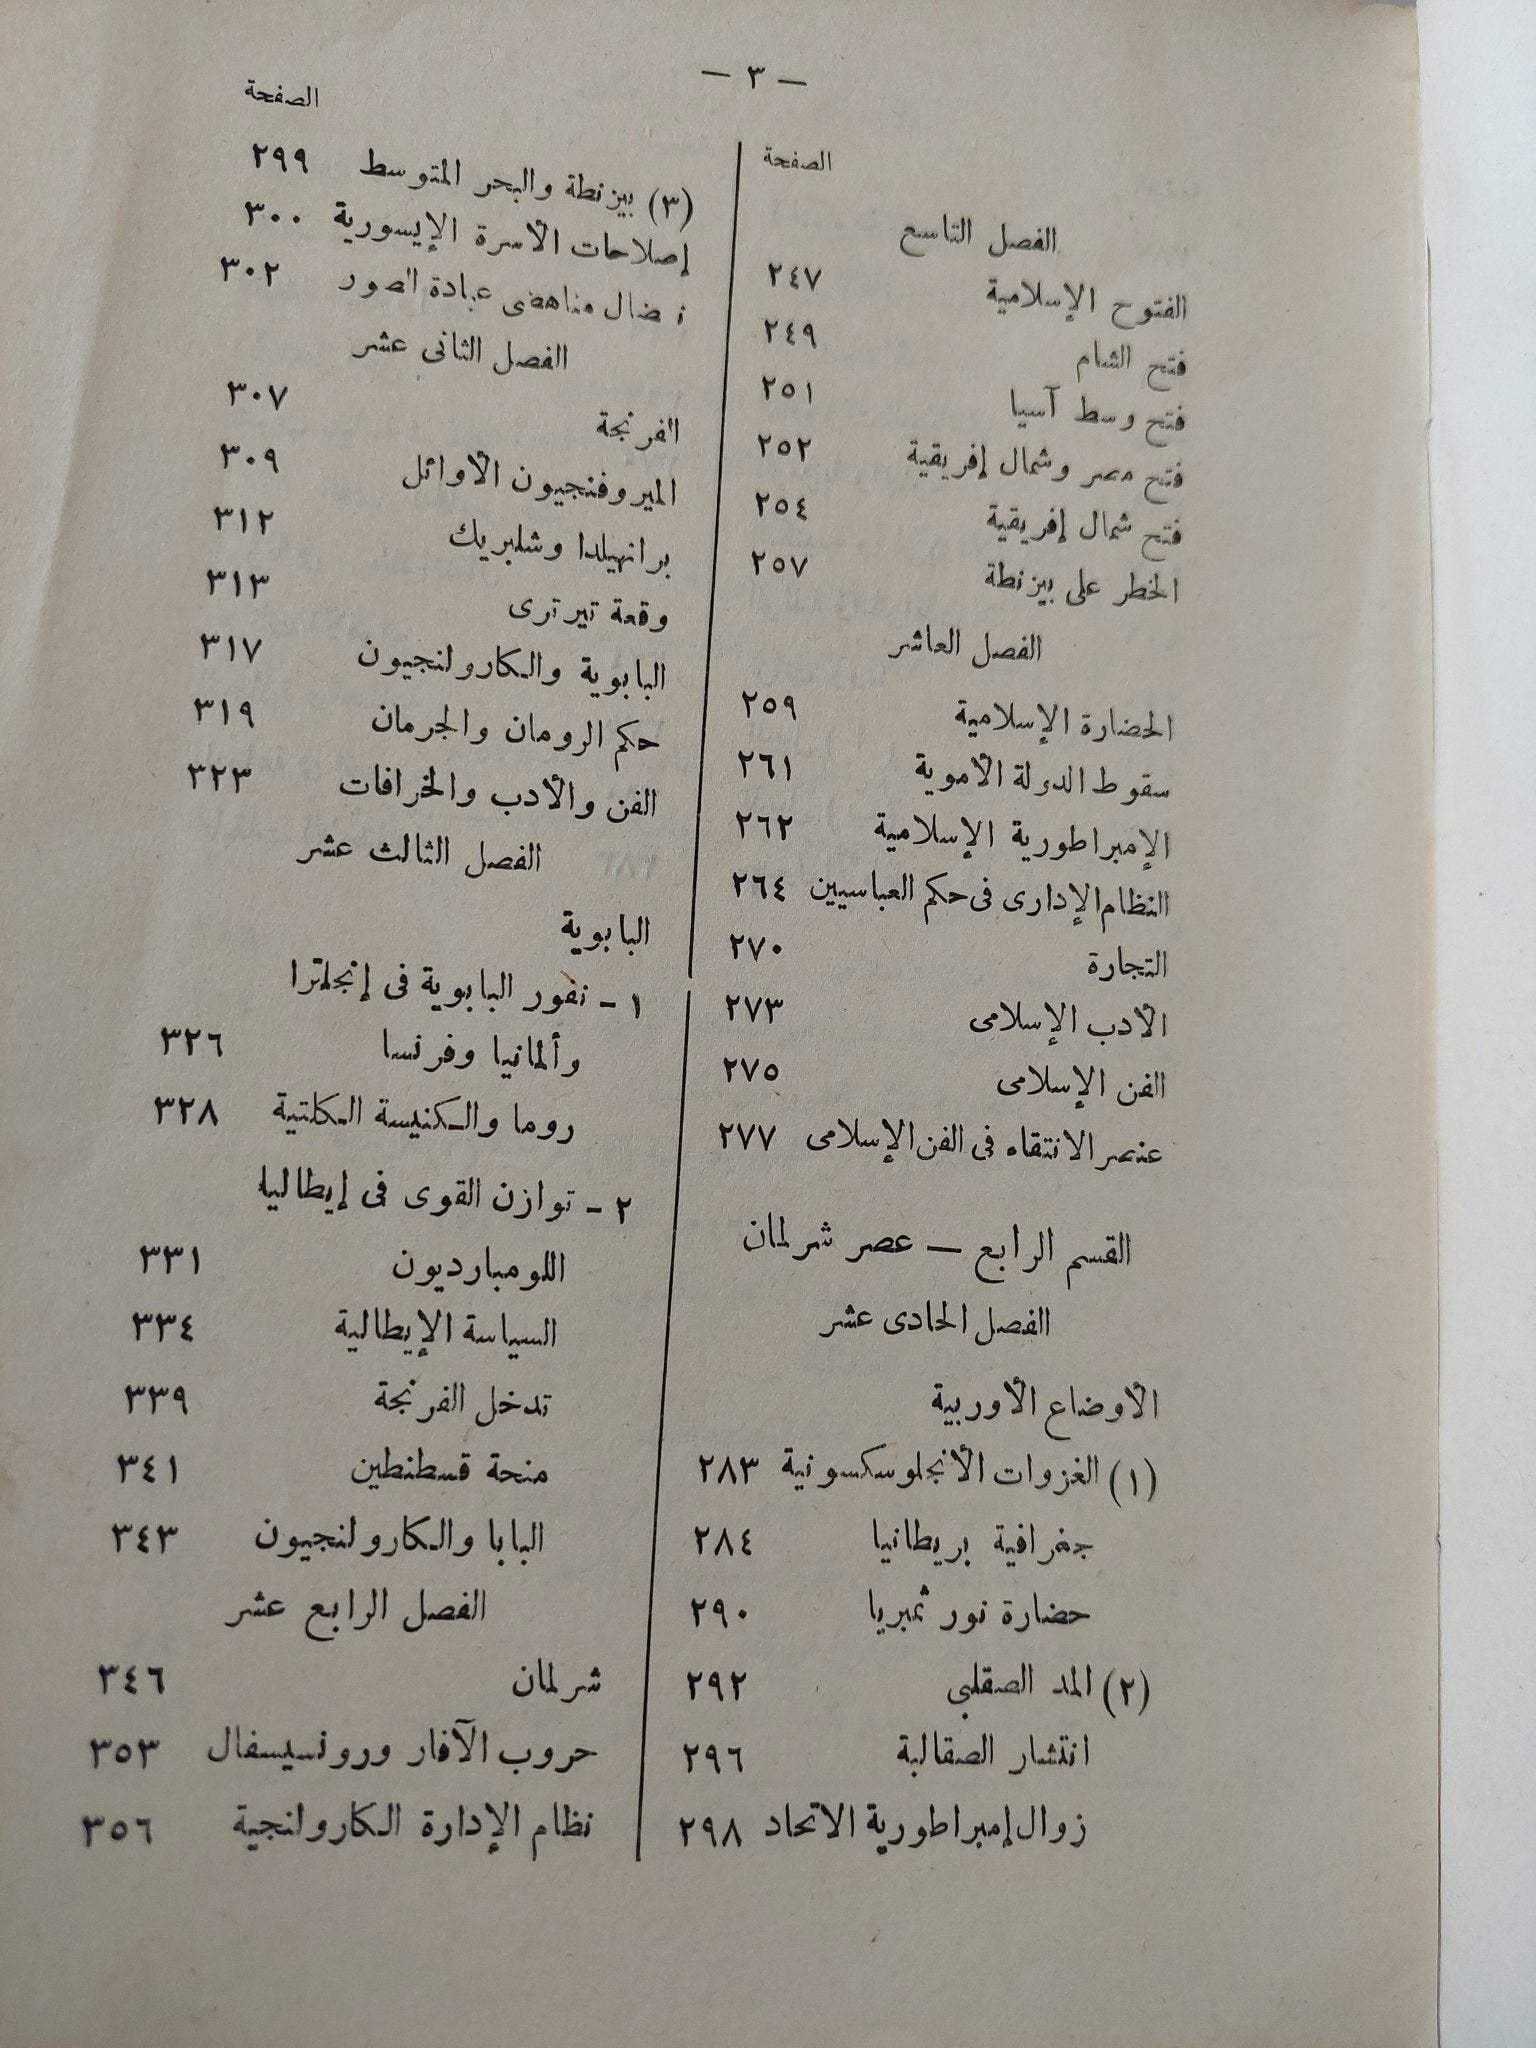 — ٣ —
الصفحة
الفصل التاسع
الفتوح الإسلامية ٢٤٧
فتح الشام ٢٤٩
فتح وسط آسيا ٢٥١
فتح مصر وشمال إفريقية ٢٥٢
فتح شمال إفريقية ٢٥٤
الخطر على بيزنطة ٢٥٧
الفصل العاشر
الحضارة الإسلامية ٢٥٩
سقوط الدولة الأموية ٢٦١
الإمبراطورية الإسلامية ٢٦٢
النظام الإدارى فى حكم العباسيين ٢٦٤
التجارة ٢٧٠
الأدب الإسلامى ٢٧٣
الفن الإسلامى ٢٧٥
عنصر الانتقاء فى الفن الإسلامى ٢٧٧
القسم الرابع — عصر شرلمان
الفصل الحادى عشر
الأوضاع الأوربية
(١) الغزوات الأنجلوسكسونية ٢٨٣
جغرافية بريطانيا ٢٨٤
حضارة نورثمبريا ٢٩٠
(٢) المد الصقلبي ٢٩٢
انتشار الصقالبة ٢٩٦
زوال إمبراطورية الاتحاد ٢٩٨
الصفحة
(٣) بيزنطة والبحر المتوسط ٢٩٩
إصلاحات الأسرة الإيسورية ٣٠٠
نضال مناهضى عبادة الصور ٣٠٢
الفصل الثانى عشر
الفرنجة ٣٠٧
الميروفنجيون الأوائل ٣٠٩
برانهيلدا وشلبريك ٣١٢
وقعة تيرترى ٣١٣
البابوية والكارولنجيون ٣١٧
حكم الرومان والجرمان ٣١٩
الفن والأدب والخرافات ٣٢٣
الفصل الثالث عشر
البابوية
١ - نفور البابوية فى إنجلترا
وألمانيا وفرنسا ٣٢٦
روما والكنيسة الكلتية ٣٢٨
٢ - توازن القوى فى إيطاليا
اللومبارديون ٣٣١
السياسة الإيطالية ٣٣٤
تدخل الفرنجة ٣٣٩
منحة قسطنطين ٣٤١
البابا والكارولنجيون ٣٤٣
الفصل الرابع عشر
شرلمان ٣٤٦
حروب الآفار ورونسيسفال ٣٥٣
نظام الإدارة الكارولنجية ٣٥٦